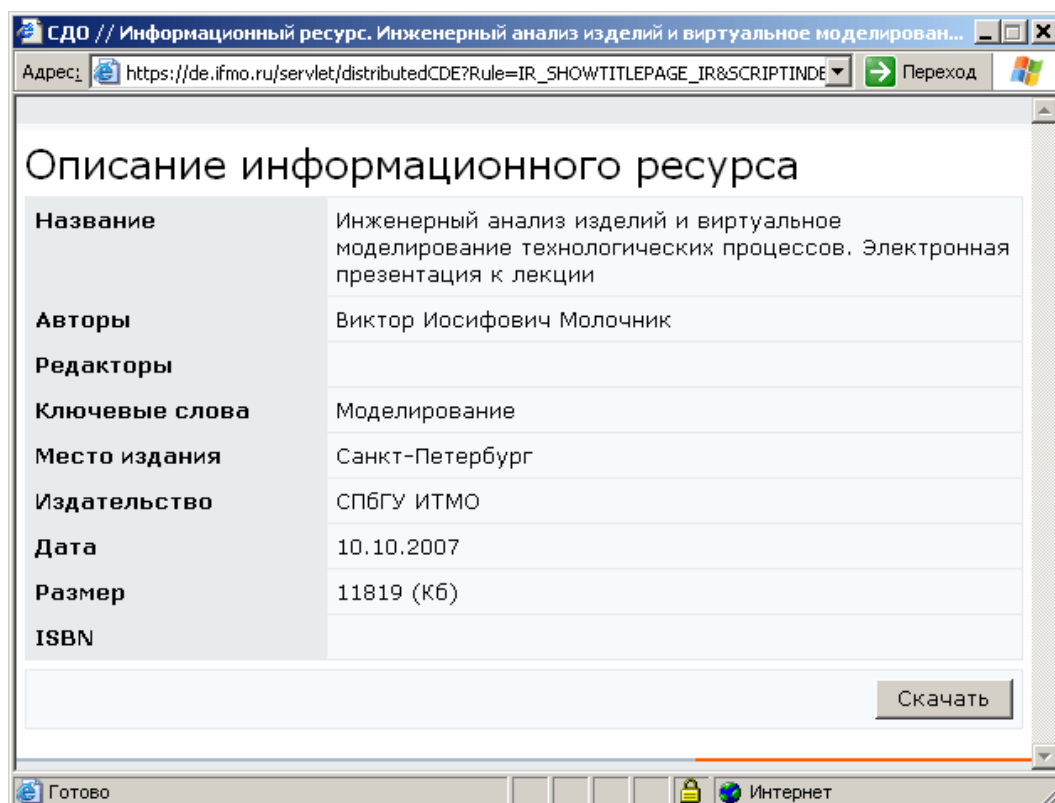 СДО // Информационный ресурс. Инженерный анализ изделий и виртуальное моделирован...
Адрес: https://de.ifmo.ru/servlet/distributedCDE?Rule=IR_SHOWTITLEPAGE_IR&SCRIPTINDE Переход
Описание информационного ресурса
Название Инженерный анализ изделий и виртуальное
моделирование технологических процессов. Электронная
презентация к лекции
Авторы Виктор Иосифович Молочник
Редакторы
Ключевые слова Моделирование
Место издания Санкт-Петербург
Издательство СПбГУ ИТМО
Дата 10.10.2007
Размер 11819 (Кб)
ISBN
Скачать
Готово Интернет